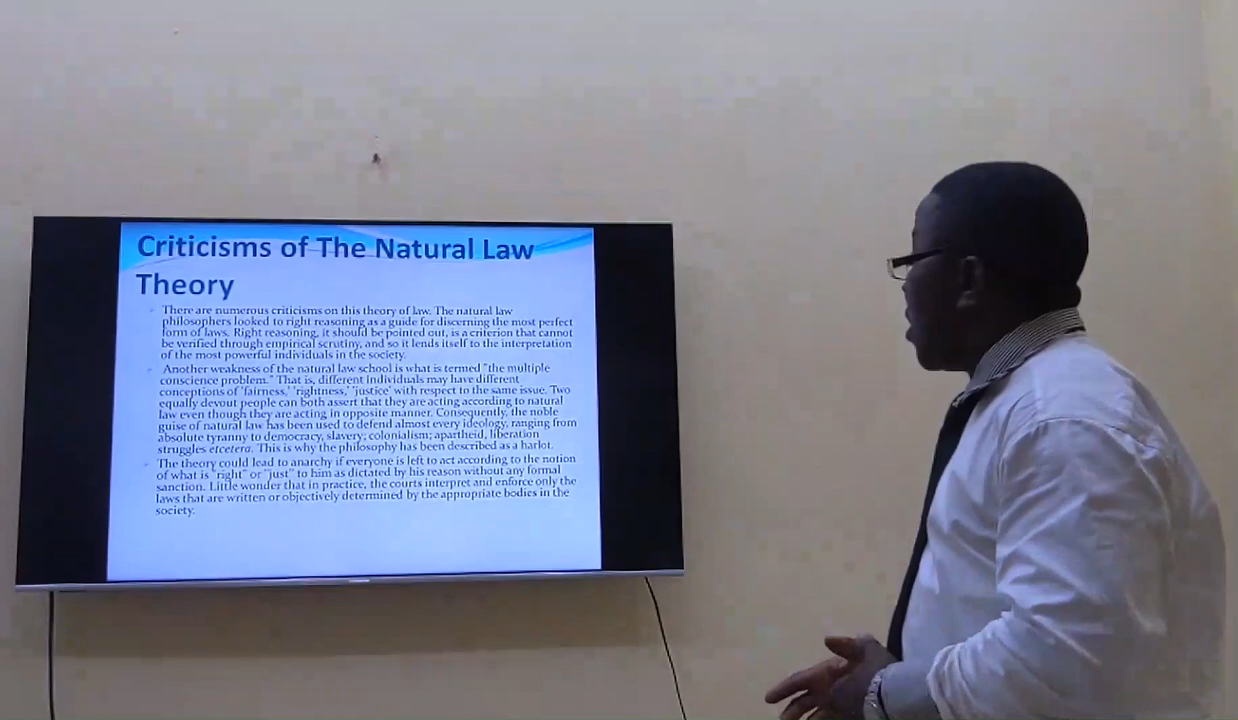 Criticisms of The Natural Law
Theory
There are numerous criticisms on this theory of law. The natural law
philosophers looked to right reasoning as a guide for discerning the most perfect
form of laws. Right reasoning, it should be pointed out, is a criterion that cannot
be verified through empirical scrutiny, and so it lends itself to the interpretation
of the most powerful individuals in the society.
Another weakness of the natural law school is what is termed "the multiple
conscience problem." That is, different individuals may have different
conceptions of 'fairness,' 'rightness,' 'justice' with respect to the same issue. Two
equally devout people can both assert that they are acting according to natural
law even though they are acting in opposite manner. Consequently, the noble
guise of natural law has been used to defend almost every ideology, ranging from
absolute tyranny to democracy, slavery; colonialism; apartheid, liberation
struggles etcetera. This is why the philosophy has been described as a harlot.
The theory could lead to anarchy if everyone is left to act according to the notion
of what is "right" or "just" to him as dictated by his reason without any formal
sanction. Little wonder that in practice, the courts interpret and enforce only the
laws that are written or objectively determined by the appropriate bodies in the
society.